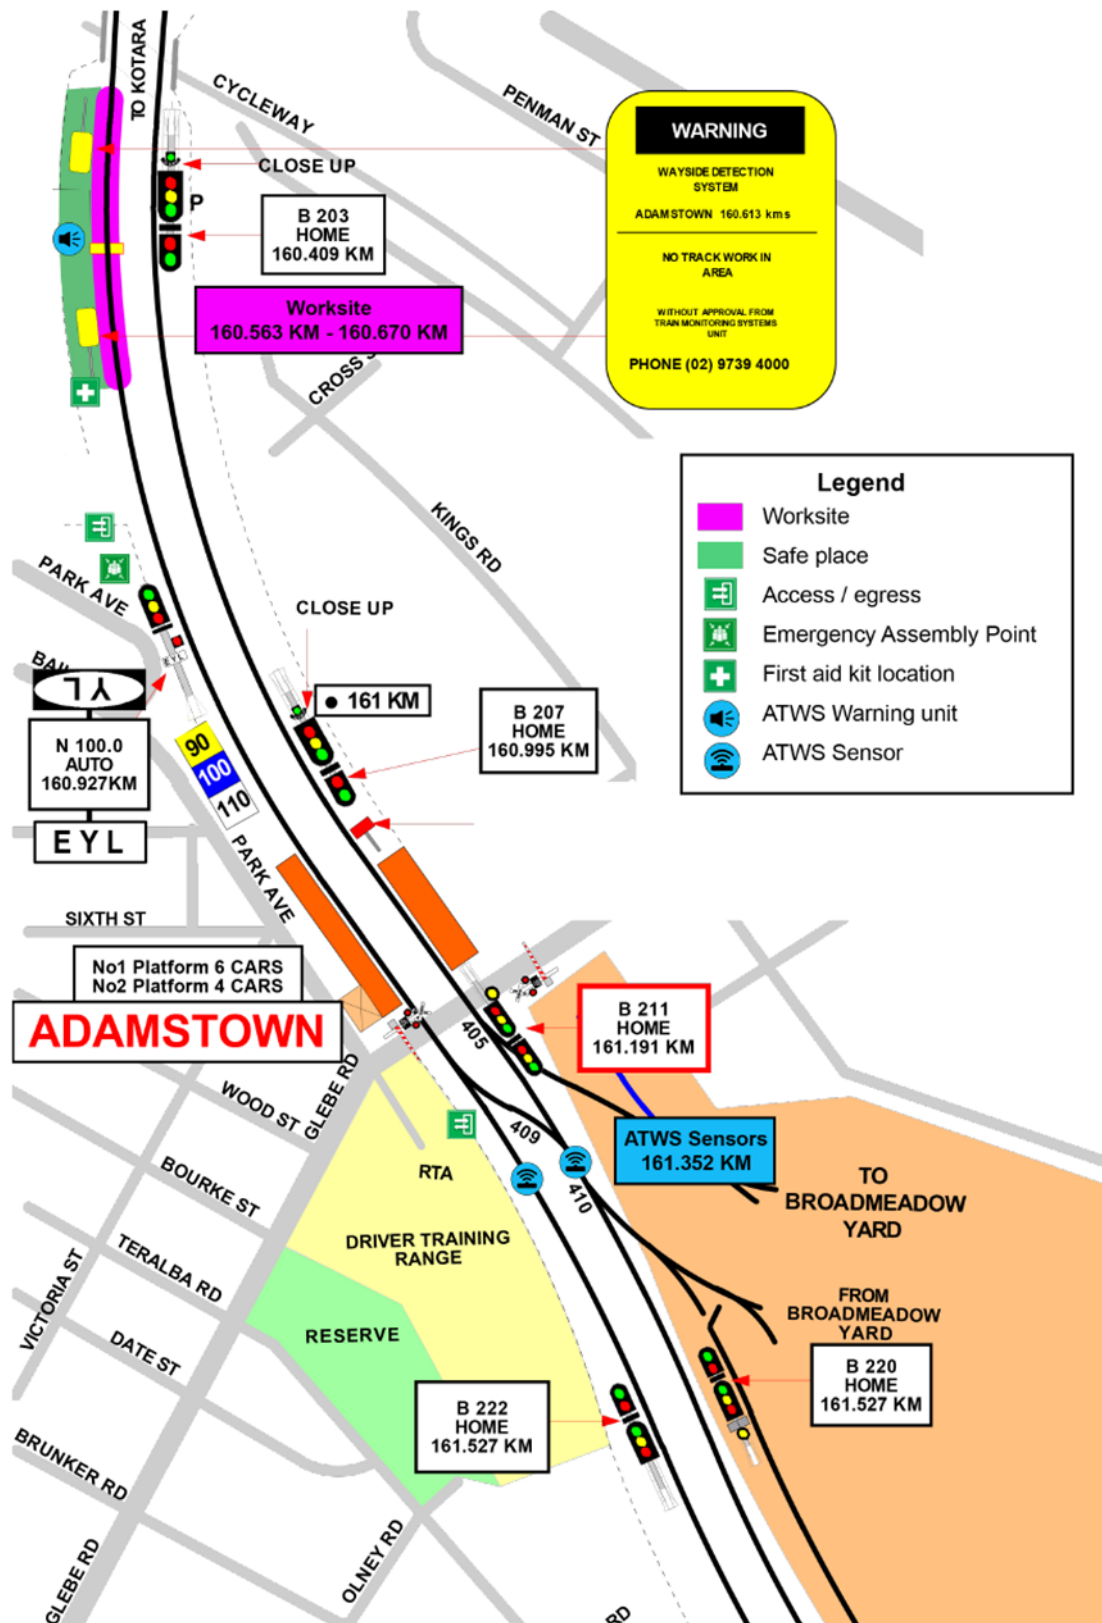 TO KOTARA
CYCLEWAY
PENMAN ST
CLOSE UP
P
B 203
HOME
160.409 KM
WARNING
WAYSIDE DETECTION
SYSTEM
ADAMSTOWN 160.613 kms
NO TRACK WORK IN
AREA
WITHOUT APPROVAL FROM
TRAIN MONITORING SYSTEMS
UNIT
PHONE (02) 9739 4000
Worksite
160.563 KM - 160.670 KM
CROSS
KINGS RD
Legend
Worksite
Safe place
Access / egress
Emergency Assembly Point
First aid kit location
ATWS Warning unit
ATWS Sensor
PARK AVE
CLOSE UP
161 KM
B 207
HOME
160.995 KM
YL
EYL
N 100.0
AUTO
160.927KM
EYL
90
100
110
PARK AVE
SIXTH ST
No1 Platform 6 CARS
No2 Platform 4 CARS
ADAMSTOWN
405
B 211
HOME
161.191 KM
GLEBE RD
WOOD ST
409
ATWS Sensors
161.352 KM
BOURKE ST
RTA
410
TO
BROADMEADOW
YARD
DRIVER TRAINING
RANGE
TERALBA RD
VICTORIA ST
FROM
BROADMEADOW
YARD
RESERVE
DATE ST
B 220
HOME
161.527 KM
B 222
HOME
161.527 KM
BRUNKER RD
OLNEY RD
GLEBE RD
RD